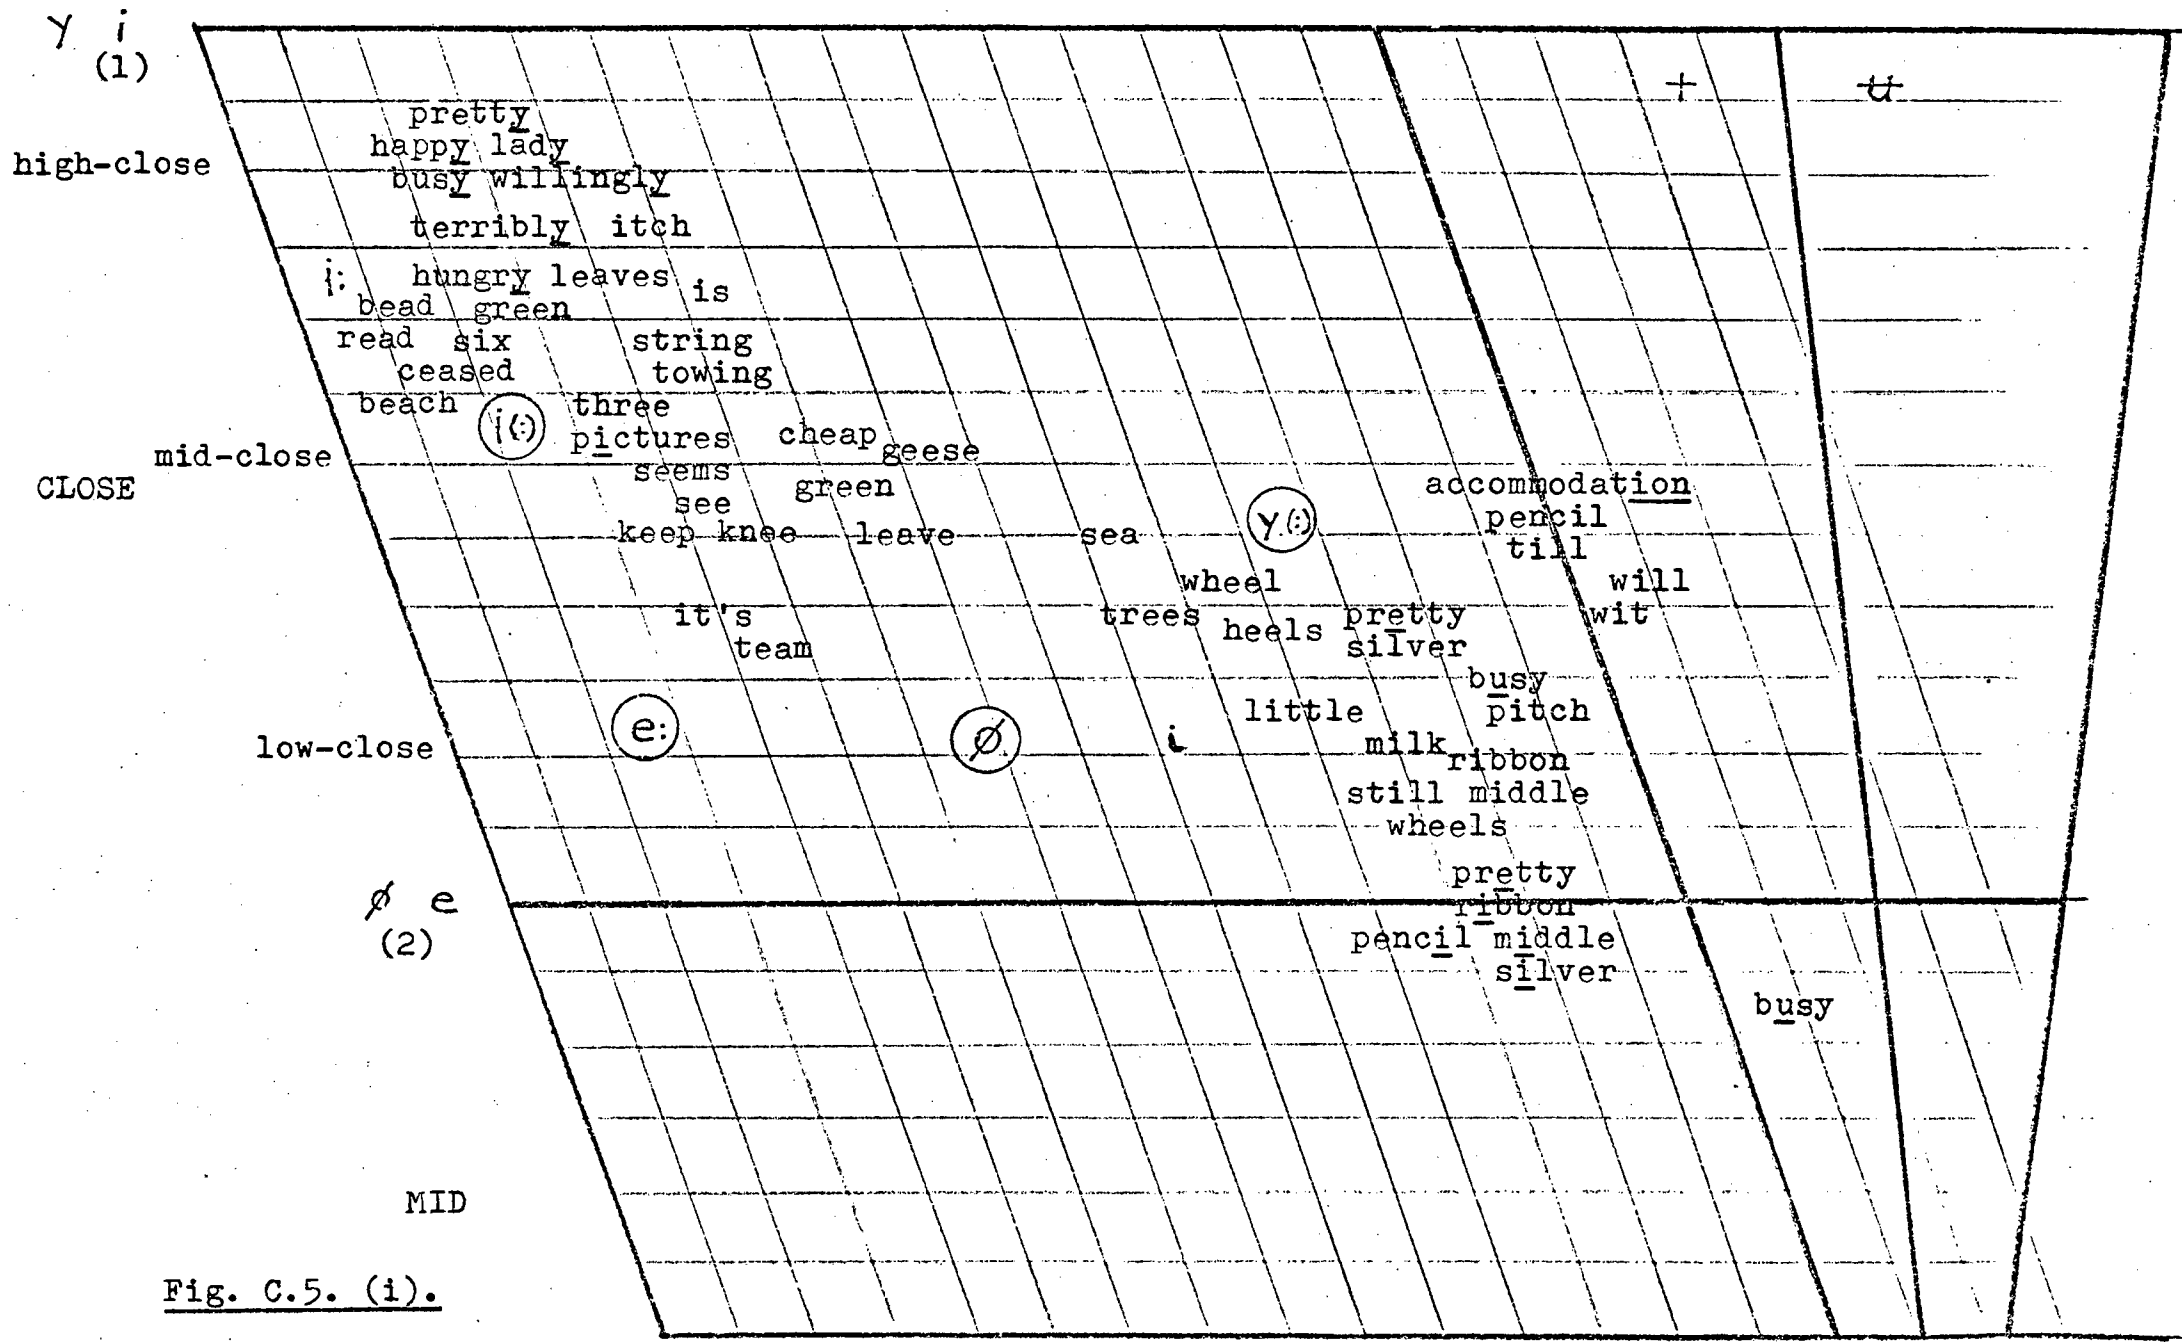 y i
(1)
ɨ ʉ
pretty
happy lady
high-close
busy willingly
terribly itch
i: hungry leaves is
bead green
read six string
ceased towing
beach i(:) three
pictures cheap geese
mid-close
seems
CLOSE see green accommodation
y(:) pencil
keep knee leave sea till
wheel will
it's trees heels pretty wit
team silver
busy
e: ø i little pitch
low-close milk ribbon
still middle
wheels
pretty
ø e ribbon
(2) pencil middle
silver
busy
MID
Fig. C.5. (i).